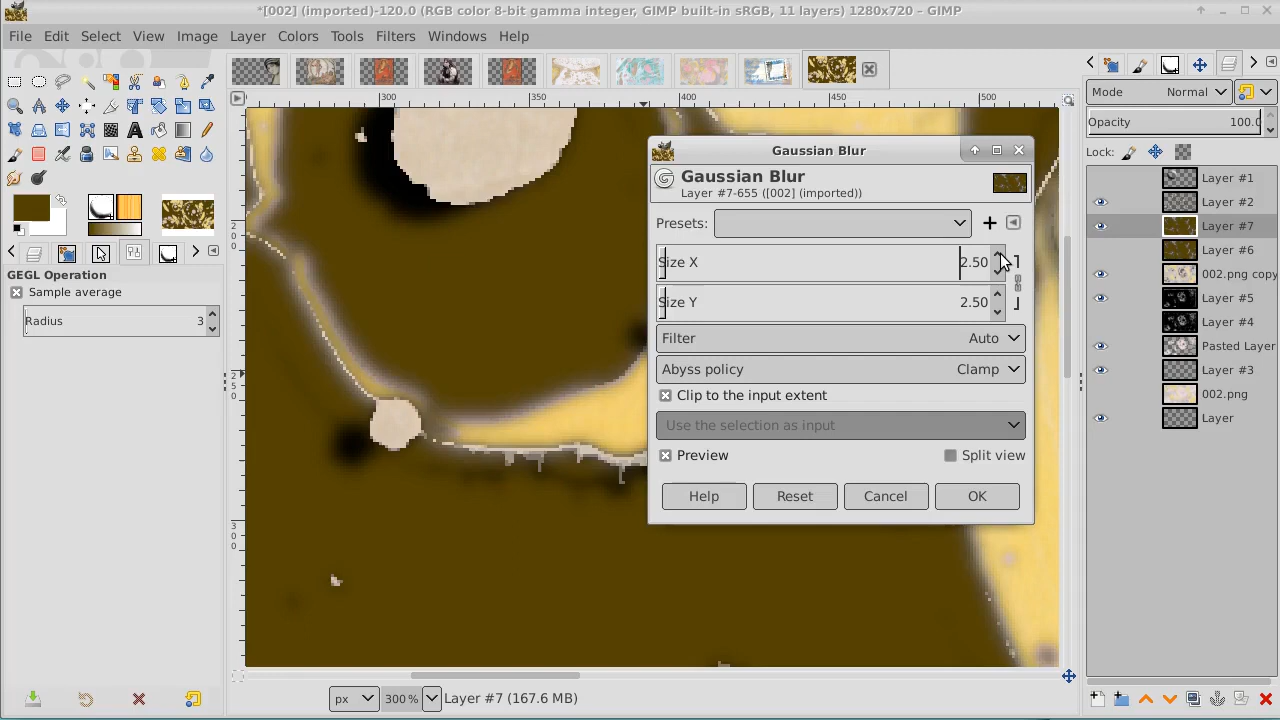 *[002] (imported)-120.0 (RGB color 8-bit gamma integer, GIMP built-in sRGB, 11 layers) 1280x720 – GIMP
File Edit Select View Image Layer Colors Tools Filters Windows Help
GEGL Operation
Sample average
Radius 3
300 350 400 450 500
200
250
300
Gaussian Blur
Gaussian Blur
Layer #7-655 ([002] (imported))
Presets:
Size X 2.50
Size Y 2.50
Filter Auto
Abyss policy Clamp
Clip to the input extent
Use the selection as input
Preview Split view
Help Reset Cancel OK
px 300 % Layer #7 (167.6 MB)
Mode Normal
Opacity 100.0
Lock:
Layer #1
Layer #2
Layer #7
Layer #6
002.png copy
Layer #5
Layer #4
Pasted Layer
Layer #3
002.png
Layer